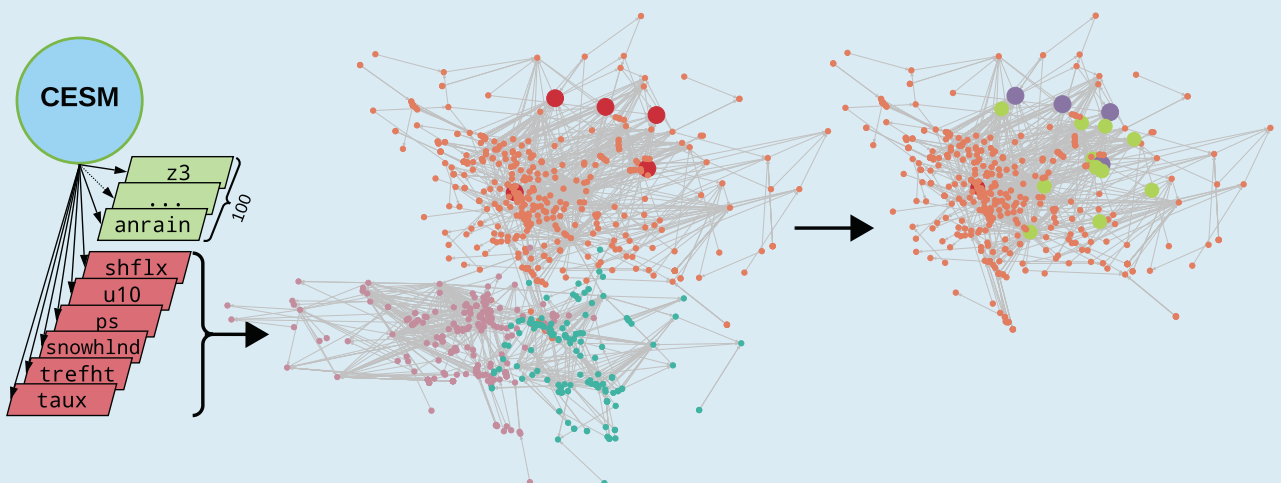 CESM
z3
...
anrain
100
shflx
u10
ps
snowhlnd
trefht
taux